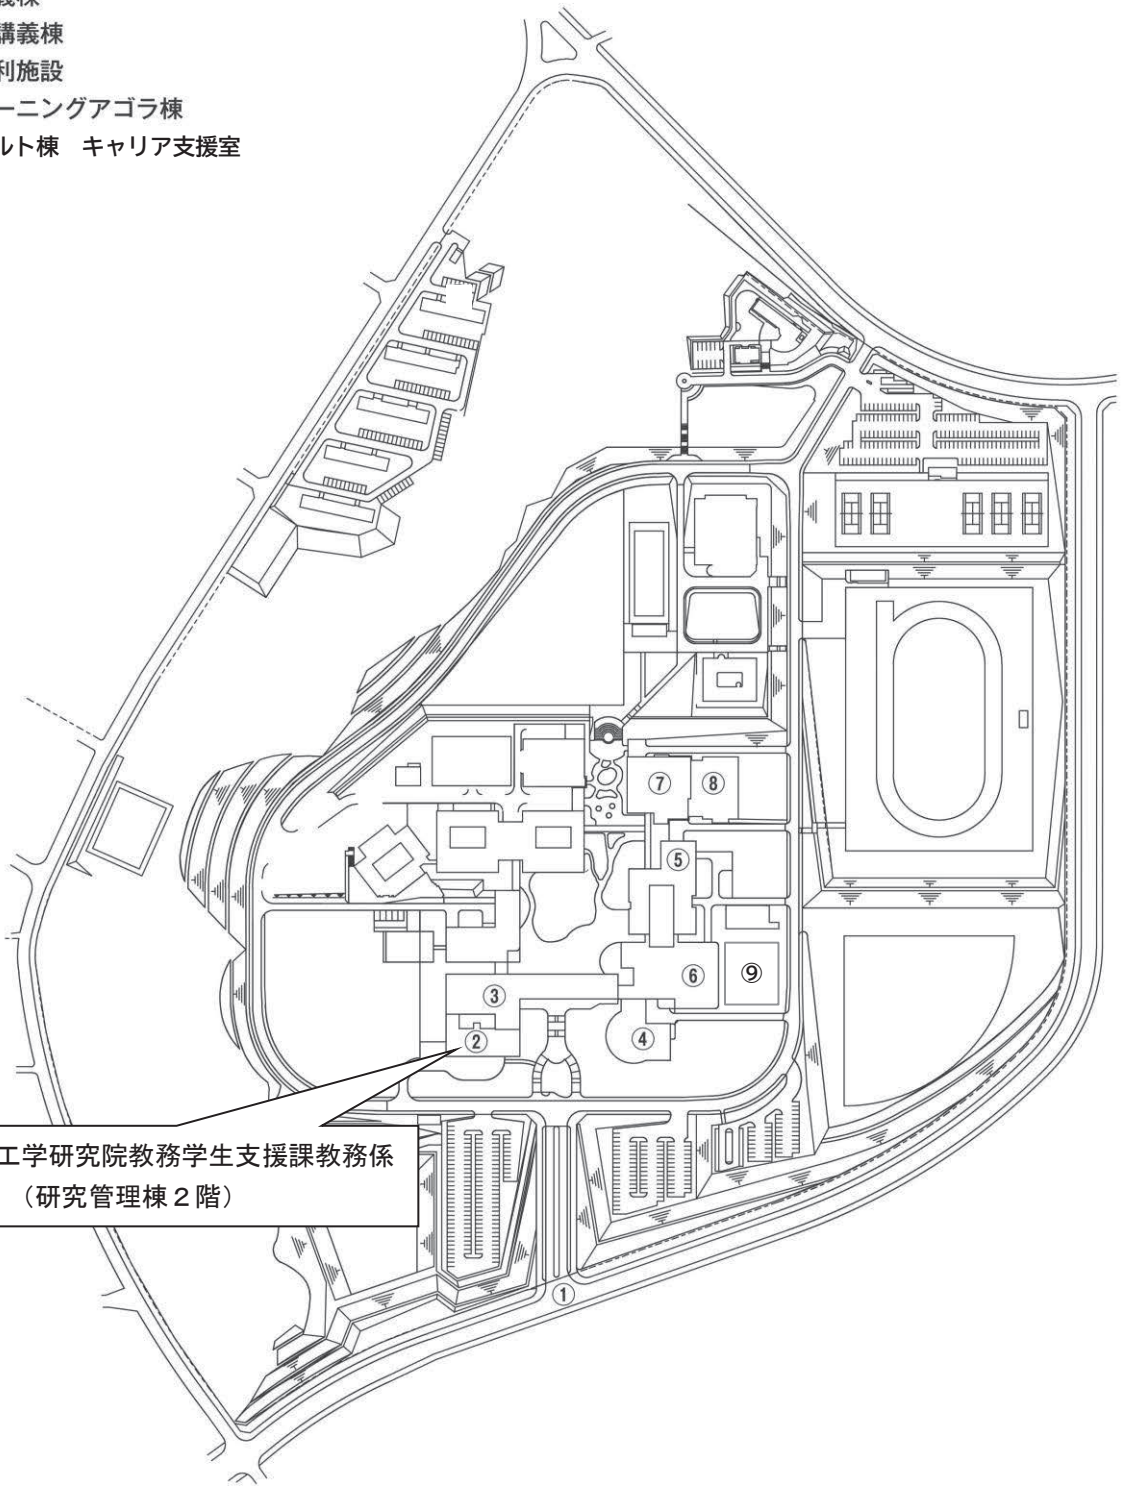 義棟
講義棟
利施設
ーニングアゴラ棟
ルト棟　キャリア支援室
⑦
⑧
⑤
⑥
⑨
③
②
④
工学研究院教務学生支援課教務係
（研究管理棟２階）
①